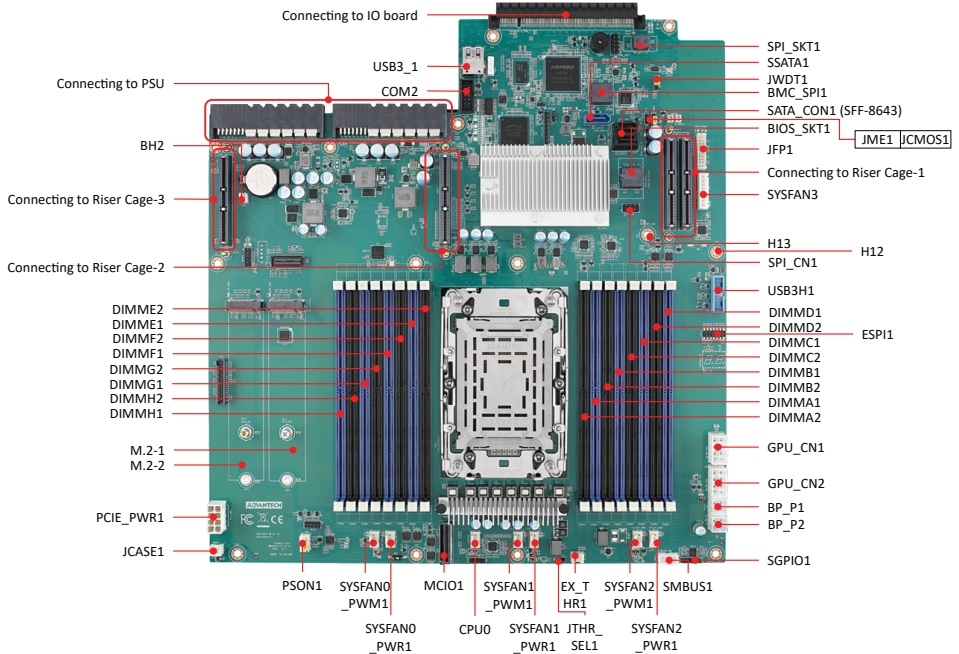 Connecting to IO board
SPI_SKT1
SSATA1
USB3_1
JWDT1
Connecting to PSU
COM2
BMC_SPI1
SATA_CON1 (SFF-8643)
BIOS_SKT1
JME1 JCMOS1
BH2
JFP1
Connecting to Riser Cage-1
Connecting to Riser Cage-3
SYSFAN3
H13
H12
Connecting to Riser Cage-2
SPI_CN1
USB3H1
DIMME2
DIMMD1
DIMME1
DIMMD2
ESPI1
DIMMF2
DIMMC1
DIMMF1
DIMMC2
DIMMG2
DIMMB1
DIMMG1
DIMMB2
DIMMH2
DIMMA1
DIMMH1
DIMMA2
M.2-1
GPU_CN1
M.2-2
GPU_CN2
ADVANTECH
FC CE
PCIE_PWR1
BP_P1
BP_P2
JCASE1
SGPIO1
PSON1
SYSFAN0
_PWM1
MCIO1
SYSFAN1
_PWM1
EX_T
HR1
SYSFAN2
_PWM1
SMBUS1
SYSFAN0
_PWR1
CPU0
SYSFAN1
_PWR1
JTHR_
SEL1
SYSFAN2
_PWR1